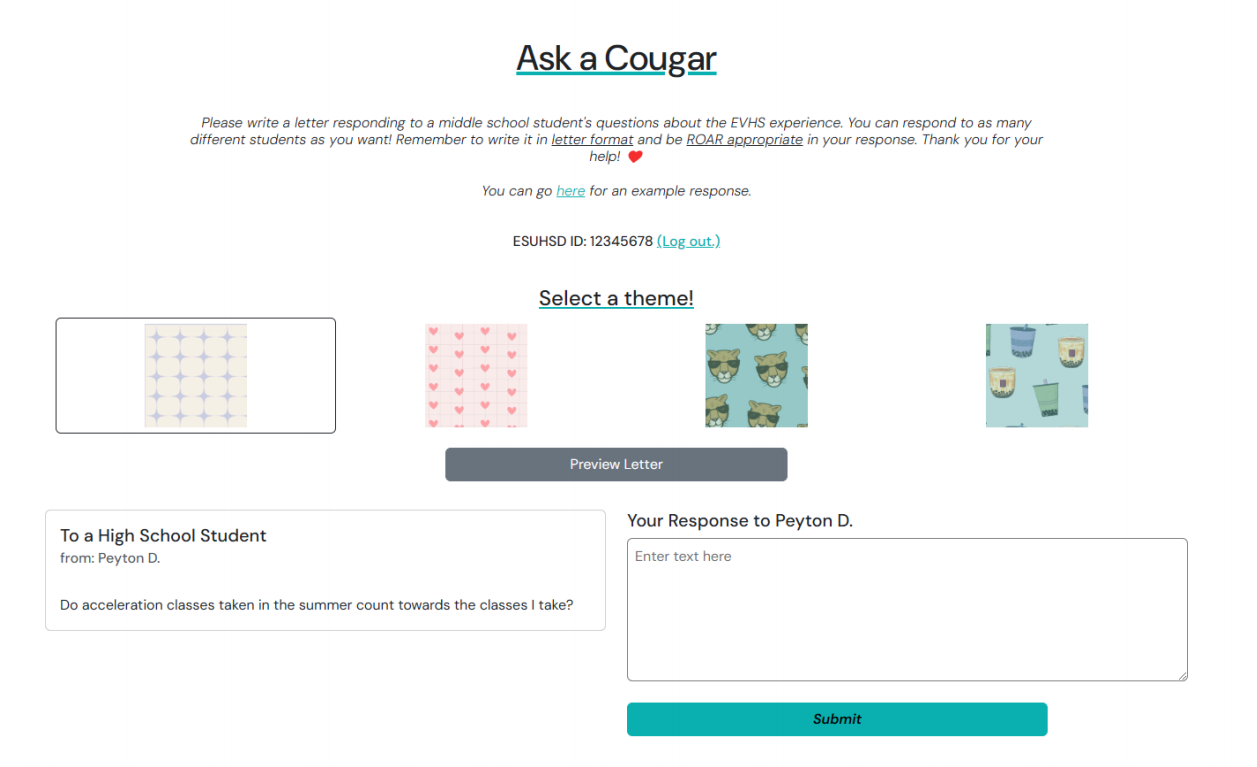 Ask a Cougar
Please write a letter responding to a middle school student's questions about the EVHS experience. You can respond to as many
different students as you want! Remember to write it in letter format and be ROAR appropriate in your response. Thank you for your
help! ❤️
You can go here for an example response.
ESUHSD ID: 12345678 (Log out.)
Select a theme!
Preview Letter
To a High School Student
from: Peyton D.
Do acceleration classes taken in the summer count towards the classes I take?
Your Response to Peyton D.
Enter text here
Submit